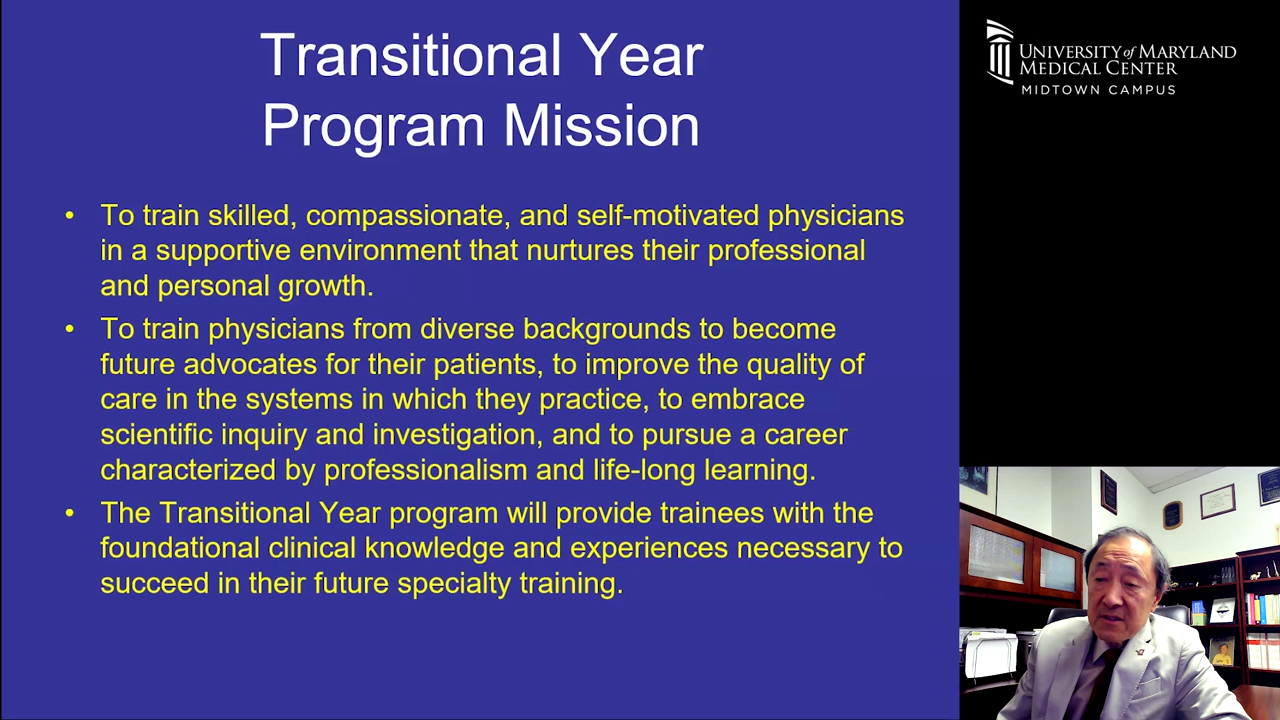 Transitional Year
Program Mission
• To train skilled, compassionate, and self-motivated physicians
in a supportive environment that nurtures their professional
and personal growth.
• To train physicians from diverse backgrounds to become
future advocates for their patients, to improve the quality of
care in the systems in which they practice, to embrace
scientific inquiry and investigation, and to pursue a career
characterized by professionalism and life-long learning.
• The Transitional Year program will provide trainees with the
foundational clinical knowledge and experiences necessary to
succeed in their future specialty training.
UNIVERSITY of MARYLAND
MEDICAL CENTER
MIDTOWN CAMPUS